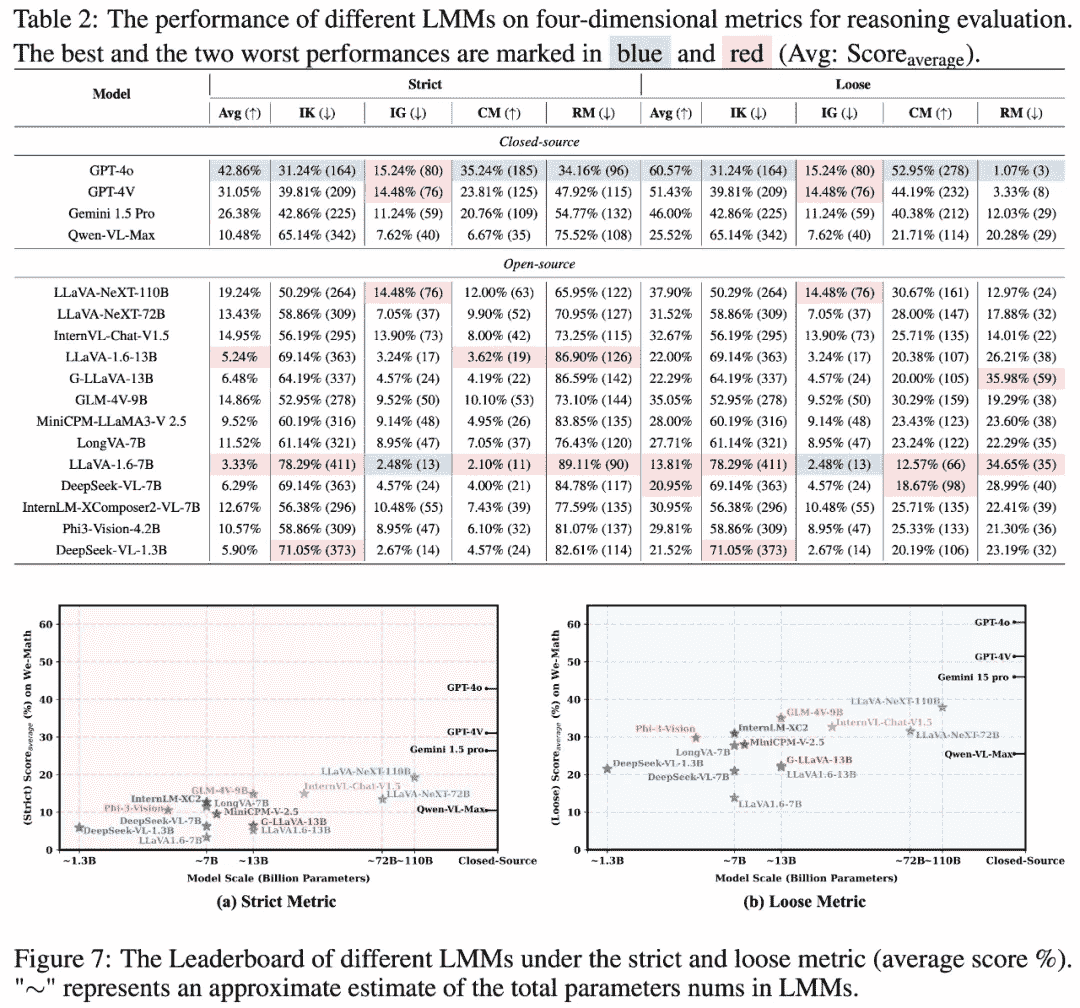 Table 2: The performance of different LMMs on four-dimensional metrics for reasoning evaluation.
The best and the two worst performances are marked in blue and red (Avg: Score_average).
Model Strict Loose
Avg (↑) IK (↓) IG (↓) CM (↑) RM (↓) Avg (↑) IK (↓) IG (↓) CM (↑) RM (↓)
Closed-source
GPT-4o 42.86% 31.24% (164) 15.24% (80) 35.24% (185) 34.16% (96) 60.57% 31.24% (164) 15.24% (80) 52.95% (278) 1.07% (3)
GPT-4V 31.05% 39.81% (209) 14.48% (76) 23.81% (125) 47.92% (115) 51.43% 39.81% (209) 14.48% (76) 44.19% (232) 3.33% (8)
Gemini 1.5 Pro 26.38% 42.86% (225) 11.24% (59) 20.76% (109) 54.77% (132) 46.00% 42.86% (225) 11.24% (59) 40.38% (212) 12.03% (29)
Qwen-VL-Max 10.48% 65.14% (342) 7.62% (40) 6.67% (35) 75.52% (108) 25.52% 65.14% (342) 7.62% (40) 21.71% (114) 20.28% (29)
Open-source
LLaVA-NeXT-110B 19.24% 50.29% (264) 14.48% (76) 12.00% (63) 65.95% (122) 37.90% 50.29% (264) 14.48% (76) 30.67% (161) 12.97% (24)
LLaVA-NeXT-72B 13.43% 58.86% (309) 7.05% (37) 9.90% (52) 70.95% (127) 31.52% 58.86% (309) 7.05% (37) 28.00% (147) 17.88% (32)
InternVL-Chat-V1.5 14.95% 56.19% (295) 13.90% (73) 8.00% (42) 73.25% (115) 32.67% 56.19% (295) 13.90% (73) 25.71% (135) 14.01% (22)
LLaVA-1.6-13B 5.24% 69.14% (363) 3.24% (17) 3.62% (19) 86.90% (126) 22.00% 69.14% (363) 3.24% (17) 20.38% (107) 26.21% (38)
G-LLaVA-13B 6.48% 64.19% (337) 4.57% (24) 4.19% (22) 86.59% (142) 22.29% 64.19% (337) 4.57% (24) 20.00% (105) 35.98% (59)
GLM-4V-9B 14.86% 52.95% (278) 9.52% (50) 10.10% (53) 73.10% (144) 35.05% 52.95% (278) 9.52% (50) 30.29% (159) 19.29% (38)
MiniCPM-LLaMA3-V 2.5 9.52% 60.19% (316) 9.14% (48) 4.95% (26) 83.85% (135) 28.00% 60.19% (316) 9.14% (48) 23.43% (123) 23.60% (38)
LongVA-7B 11.52% 61.14% (321) 8.95% (47) 7.05% (37) 76.43% (120) 27.71% 61.14% (321) 8.95% (47) 23.24% (122) 22.29% (35)
LLaVA-1.6-7B 3.33% 78.29% (411) 2.48% (13) 2.10% (11) 89.11% (90) 13.81% 78.29% (411) 2.48% (13) 12.57% (66) 34.65% (35)
DeepSeek-VL-7B 6.29% 69.14% (363) 4.57% (24) 4.00% (21) 84.78% (117) 20.95% 69.14% (363) 4.57% (24) 18.67% (98) 28.99% (40)
InternLM-XComposer2-VL-7B 12.67% 56.38% (296) 10.48% (55) 7.43% (39) 77.59% (135) 30.95% 56.38% (296) 10.48% (55) 25.71% (135) 22.41% (39)
Phi3-Vision-4.2B 10.57% 58.86% (309) 8.95% (47) 6.10% (32) 81.07% (137) 29.81% 58.86% (309) 8.95% (47) 25.33% (133) 21.30% (36)
DeepSeek-VL-1.3B 5.90% 71.05% (373) 2.67% (14) 4.57% (24) 82.61% (114) 21.52% 71.05% (373) 2.67% (14) 20.19% (106) 23.19% (32)
(Strict) Score_average (%) on We-Math
60
50
40
30
20
10
0
GPT-4o
GPT-4V
Gemini 1.5 pro
LLaVA-NeXT-110B
GLM-4V-9B
InternVL-Chat-V1.5
InternLM-XC2
LLaVA-NeXT-72B
LongVA-7B
Phi-3-Vision
MiniCPM-V-2.5
Qwen-VL-Max
DeepSeek-VL-7B
G-LLaVA-13B
DeepSeek-VL-1.3B
LLaVA1.6-13B
LLaVA1.6-7B
~1.3B ~7B ~13B ~72B ~110B Closed-Source
Model Scale (Billion Parameters)
(a) Strict Metric
(Loose) Score_average (%) on We-Math
60
50
40
30
20
10
0
GPT-4o
GPT-4V
Gemini 15 pro
LLaVA-NeXT-110B
GLM-4V-9B
InternVL-Chat-V1.5
Phi-3-Vision
InternLM-XC2
LLaVA-NeXT-72B
MiniCPM-V-2.5
LongVA-7B
Qwen-VL-Max
G-LLaVA-13B
DeepSeek-VL-1.3B
LLaVA1.6-13B
DeepSeek-VL-7B
LLaVA1.6-7B
~1.3B ~7B ~13B ~72B ~110B Closed-Source
Model Scale (Billion Parameters)
(b) Loose Metric
Figure 7: The Leaderboard of different LMMs under the strict and loose metric (average score %).
"~" represents an approximate estimate of the total parameters nums in LMMs.